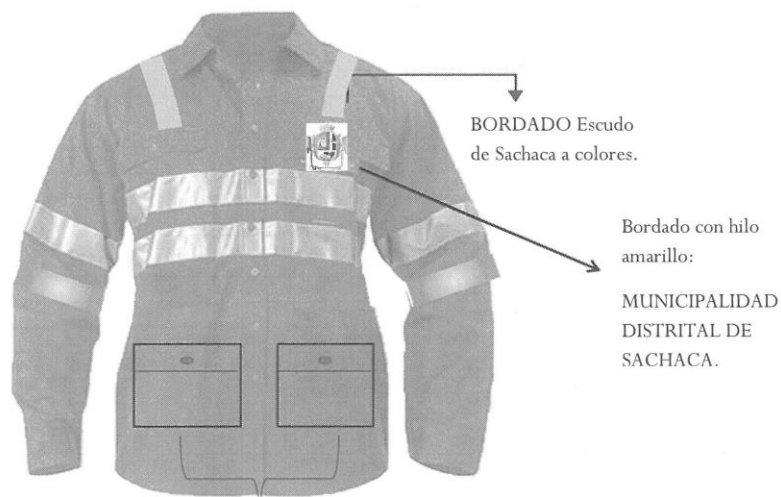 BORDADO Escudo
de Sachaca a colores.
Bordado con hilo
amarillo:
MUNICIPALIDAD
DISTRITAL DE
SACHACA.